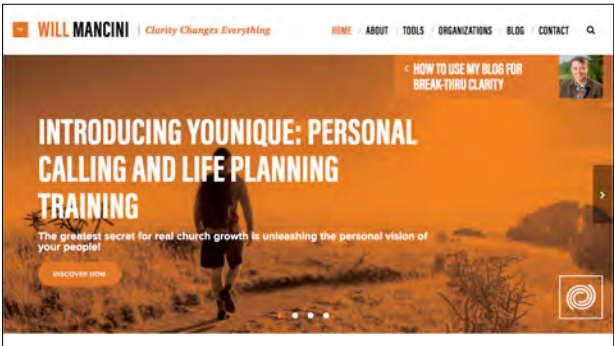 WILL MANCINI | Clarity Changes Everything
HOME / ABOUT / TOOLS / ORGANIZATIONS / BLOG / CONTACT
< HOW TO USE MY BLOG FOR
BREAK-THRU CLARITY
INTRODUCING YOUNIQUE: PERSONAL
CALLING AND LIFE PLANNING
TRAINING
The greatest secret for real church growth is unleashing the personal vision of
your people!
DISCOVER HOW